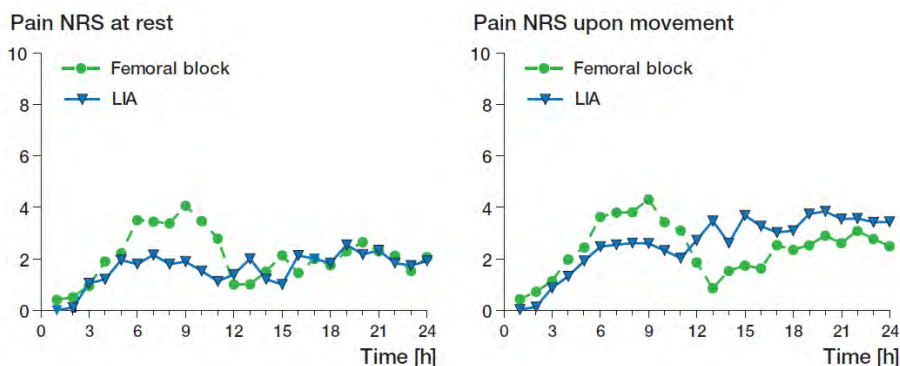 Pain NRS at rest
10
Femoral block
LIA
8
6
4
2
0
0 3 6 9 12 15 18 21 24
Time [h]
Pain NRS upon movement
10
Femoral block
LIA
8
6
4
2
0
0 3 6 9 12 15 18 21 24
Time [h]